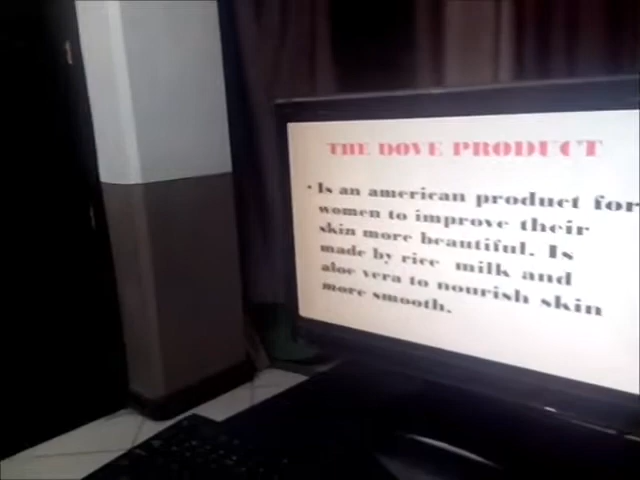 THE DOVE PRODUCT
• Is an american product for
women to improve their
skin more beautiful. Is
made by rice milk and
aloe vera to nourish skin
more smooth.